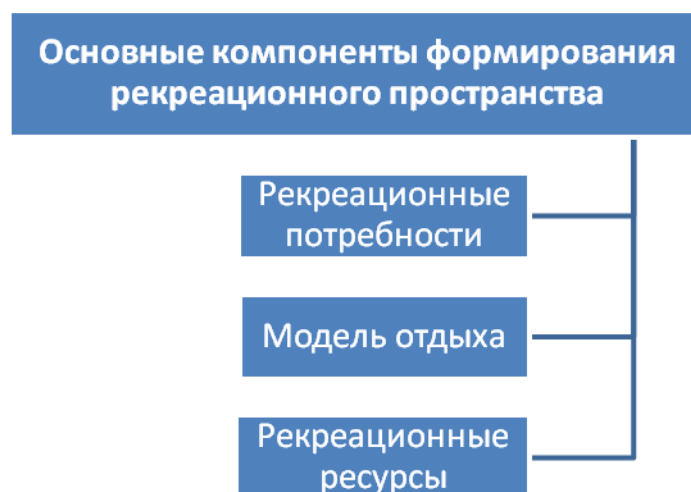 Основные компоненты формирования
рекреационного пространства
Рекреационные
потребности
Модель отдыха
Рекреационные
ресурсы